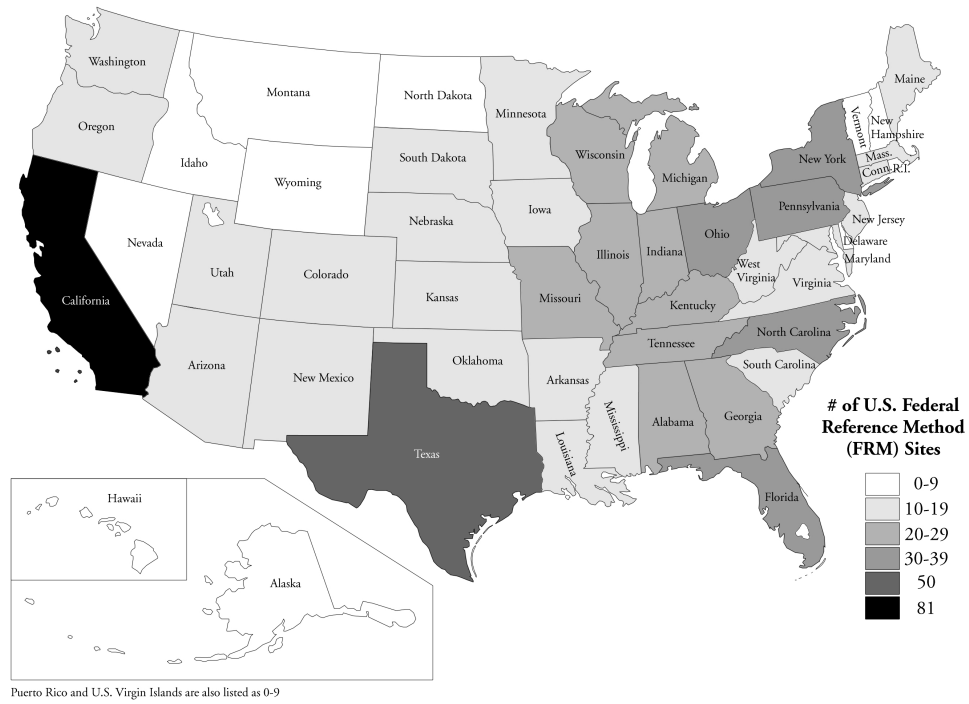 Washington
Oregon
California
Idaho
Nevada
Montana
Wyoming
Utah
Arizona
Colorado
New Mexico
North Dakota
South Dakota
Nebraska
Kansas
Oklahoma
Texas
Minnesota
Iowa
Missouri
Arkansas
Louisiana
Wisconsin
Illinois
Michigan
Indiana
Ohio
Kentucky
Tennessee
Mississippi
Alabama
Georgia
Florida
South Carolina
North Carolina
Virginia
West
Virginia
Pennsylvania
New York
Vermont
New
Hampshire
Maine
Mass.
Conn.
R.I.
New Jersey
Delaware
Maryland
Hawaii
Alaska
# of U.S. Federal
Reference Method
(FRM) Sites
0-9
10-19
20-29
30-39
50
81
Puerto Rico and U.S. Virgin Islands are also listed as 0-9